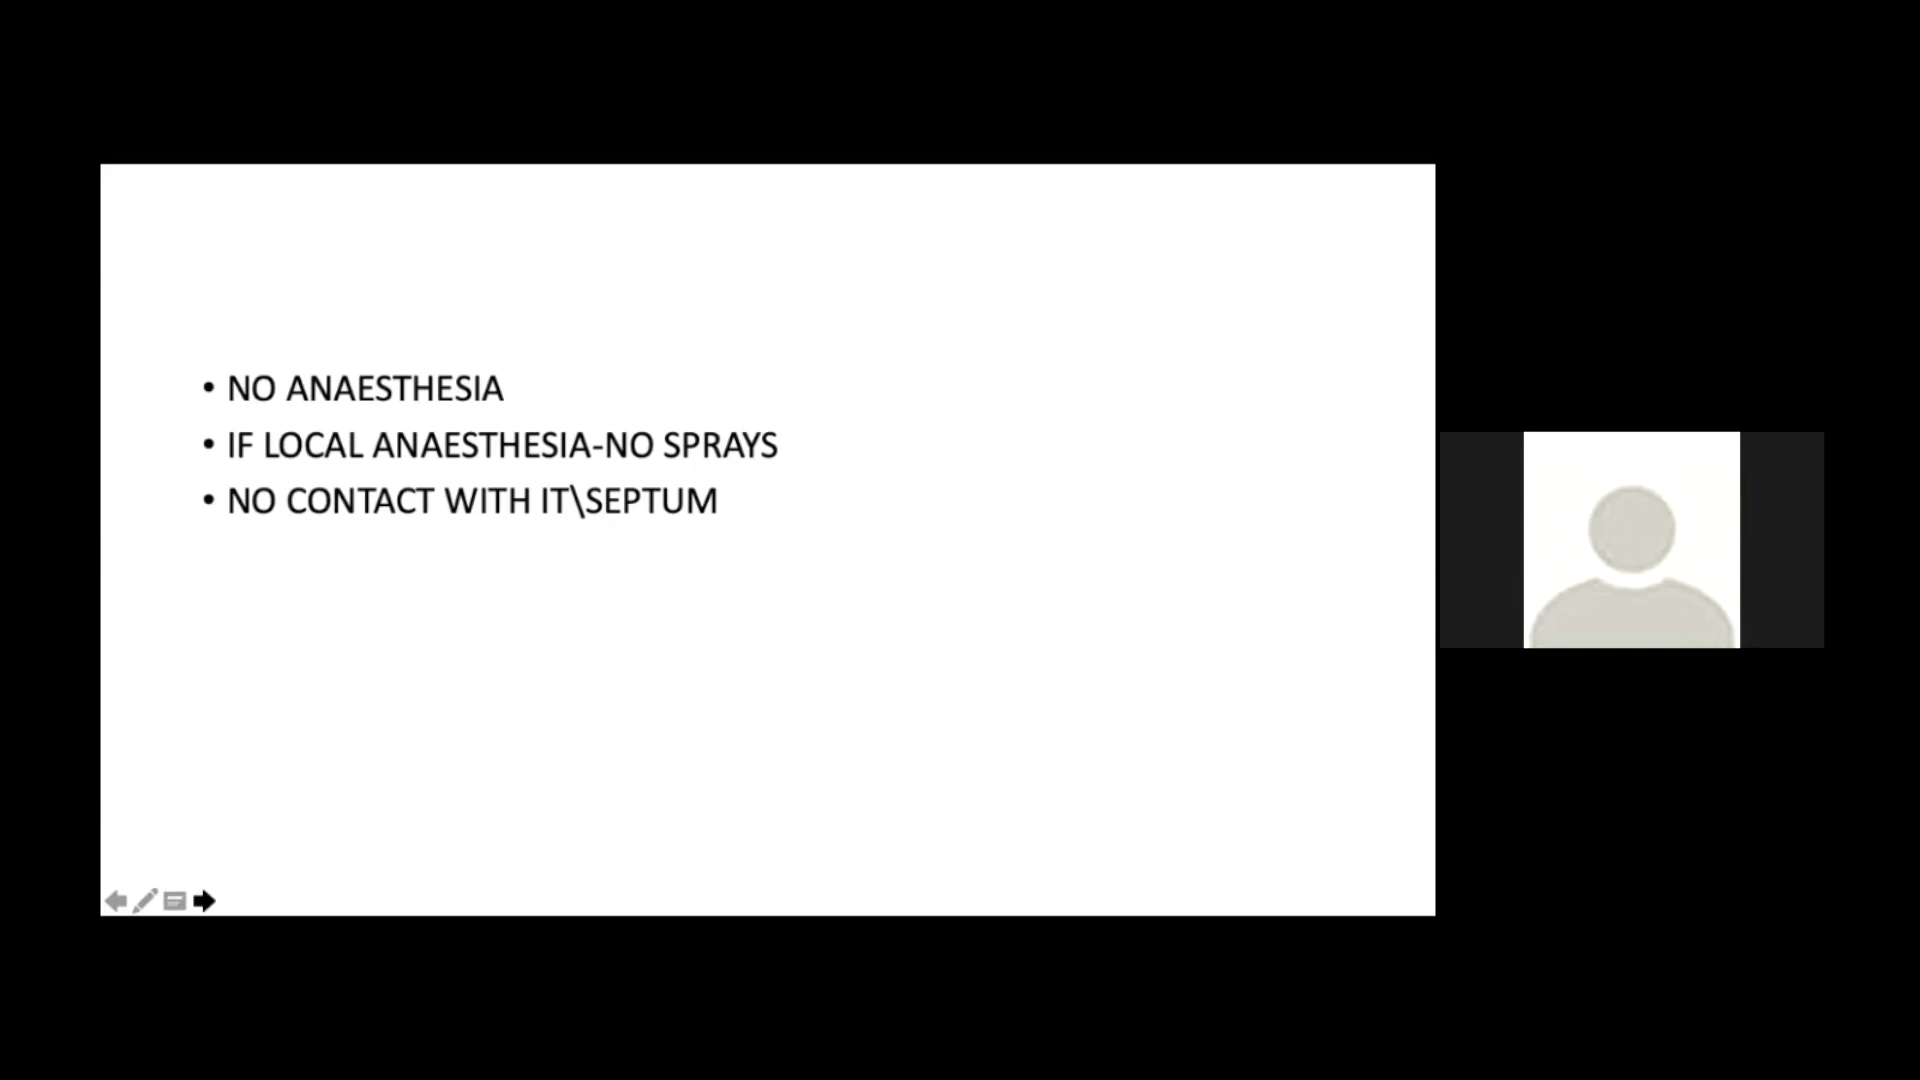 • NO ANAESTHESIA
• IF LOCAL ANAESTHESIA-NO SPRAYS
• NO CONTACT WITH IT\SEPTUM